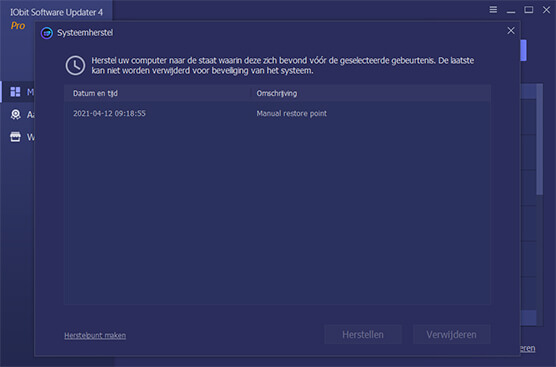 IObit Software Updater 4
Pro
Systeemherstel
Herstel uw computer naar de staat waarin deze zich bevond vóór de geselecteerde gebeurtenis. De laatste
kan niet worden verwijderd voor beveiliging van het systeem.
Datum en tijd Omschrijving
2021-04-12 09:18:55 Manual restore point
Herstelpunt maken Herstellen Verwijderen